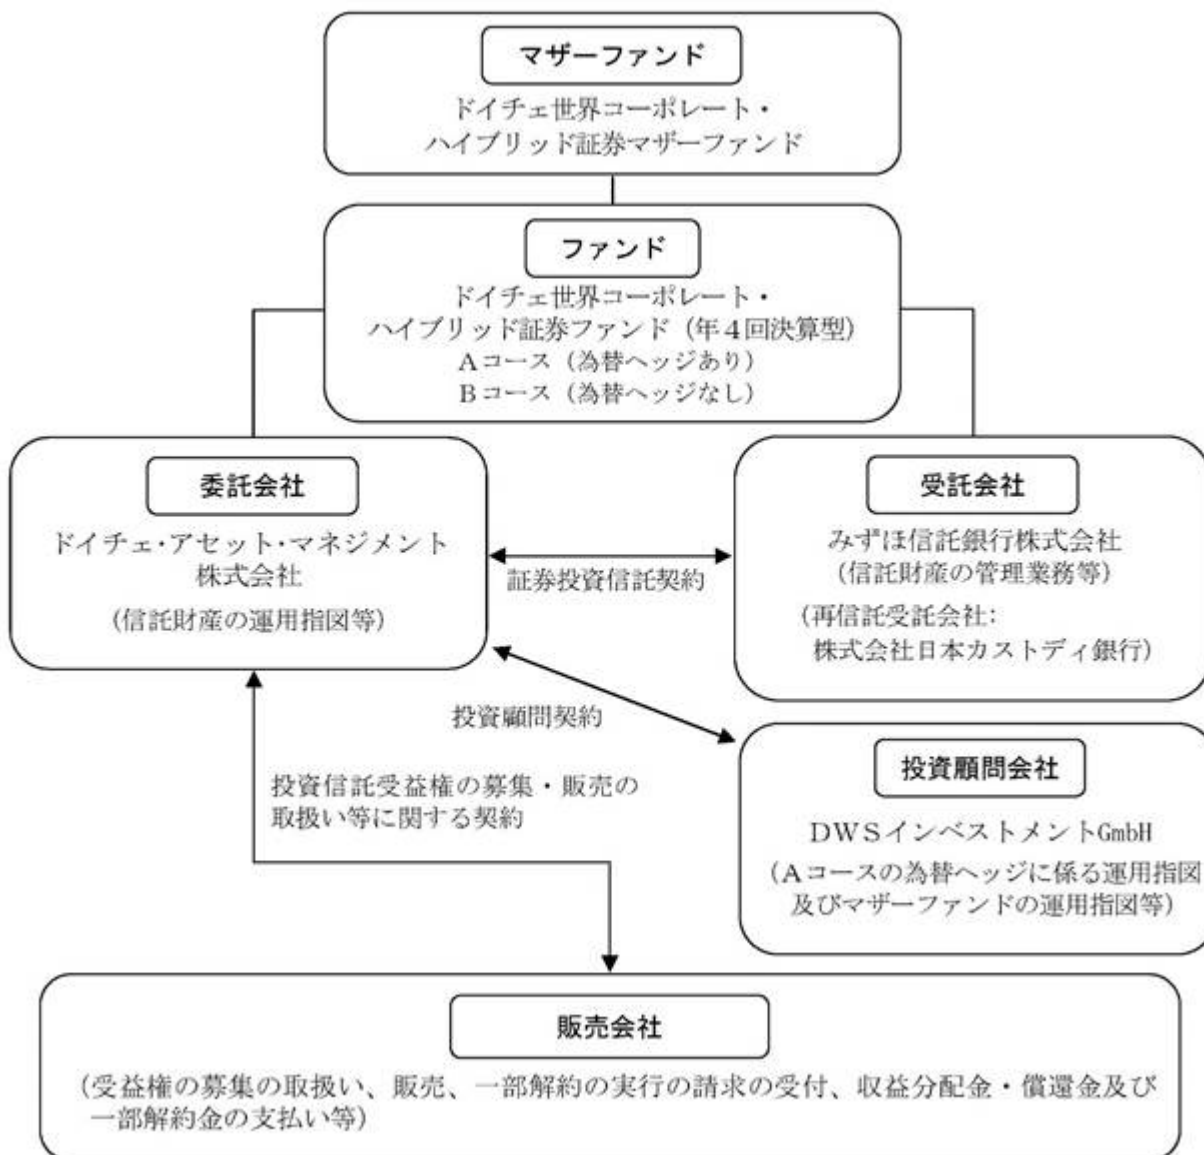 マザーファンド
ドイチェ世界コーポレート・
ハイブリッド証券マザーファンド
ファンド
ドイチェ世界コーポレート・
ハイブリッド証券ファンド（年４回決算型）
Ａコース（為替ヘッジあり）
Ｂコース（為替ヘッジなし）
委託会社
ドイチェ・アセット・マネジメント
株式会社
（信託財産の運用指図等）
証券投資信託契約
受託会社
みずほ信託銀行株式会社
（信託財産の管理業務等）
（再信託受託会社：
株式会社日本カストディ銀行）
投資顧問契約
投資顧問会社
ＤＷＳインベストメントGmbH
（Ａコースの為替ヘッジに係る運用指図
及びマザーファンドの運用指図等）
投資信託受益権の募集・販売の
取扱い等に関する契約
販売会社
（受益権の募集の取扱い、販売、一部解約の実行の請求の受付、収益分配金・償還金及び
一部解約金の支払い等）